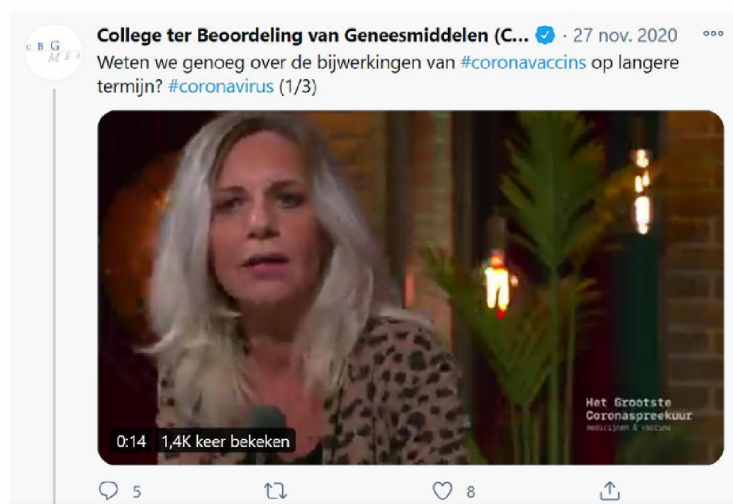 C B G
M E B
College ter Beoordeling van Geneesmiddelen (C... · 27 nov. 2020
Weten we genoeg over de bijwerkingen van #coronavaccins op langere
termijn? #coronavirus (1/3)
Het Grootste
Coronaspreekuur
medicijnen & vaccins
0:14 1,4K keer bekeken
5 8